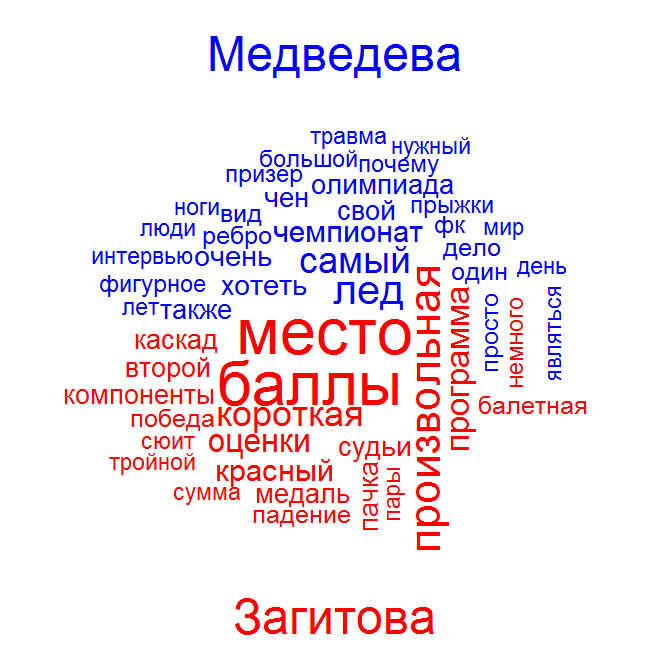 Медведева
травма
нужный
большой почему
призер
олимпиада
чен
ноги
вид
свой
прыжки
люди
ребро
чемпионат
фк
мир
интервью
очень
самый
дело
один
день
фигурное
хотеть
лед
лет
также
просто
являться
каскад
место
произвольная
программа
немного
второй
баллы
компоненты
короткая
балетная
победа
сюит
оценки
судьи
тройной
красный
пачка
пары
сумма
медаль
падение
Загитова